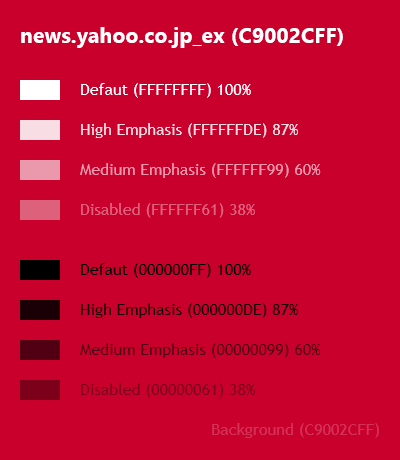 news.yahoo.co.jp_ex (C9002CFF)
Defaut (FFFFFFFF) 100%
High Emphasis (FFFFFFDE) 87%
Medium Emphasis (FFFFFF99) 60%
Disabled (FFFFFF61) 38%
Defaut (000000FF) 100%
High Emphasis (000000DE) 87%
Medium Emphasis (00000099) 60%
Disabled (00000061) 38%
Background (C9002CFF)